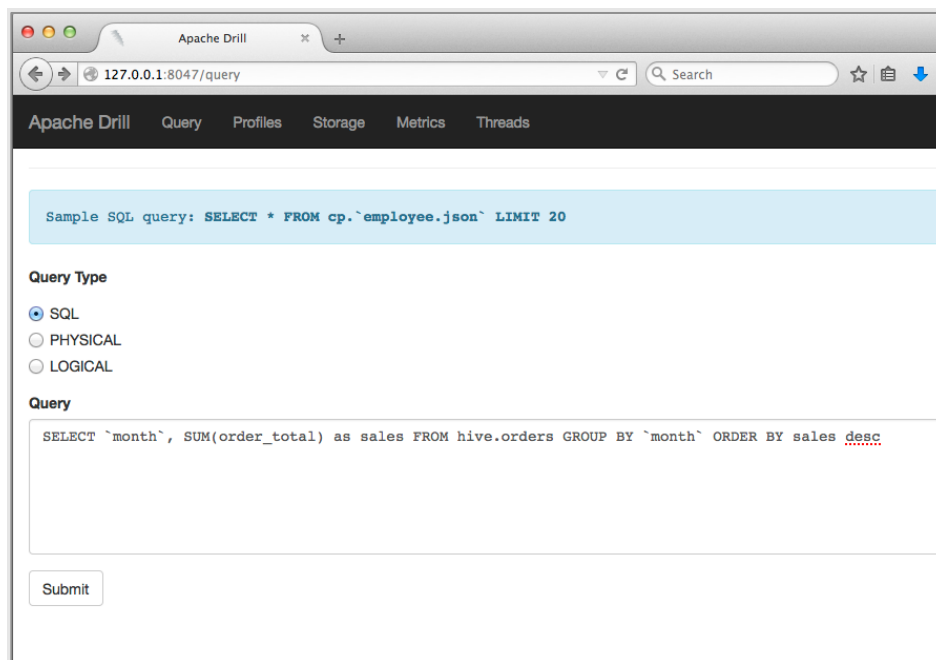 Apache Drill
127.0.0.1:8047/query
Search
Apache Drill Query Profiles Storage Metrics Threads
Sample SQL query: SELECT * FROM cp.`employee.json` LIMIT 20
Query Type
SQL
PHYSICAL
LOGICAL
Query
SELECT `month`, SUM(order_total) as sales FROM hive.orders GROUP BY `month` ORDER BY sales desc
Submit